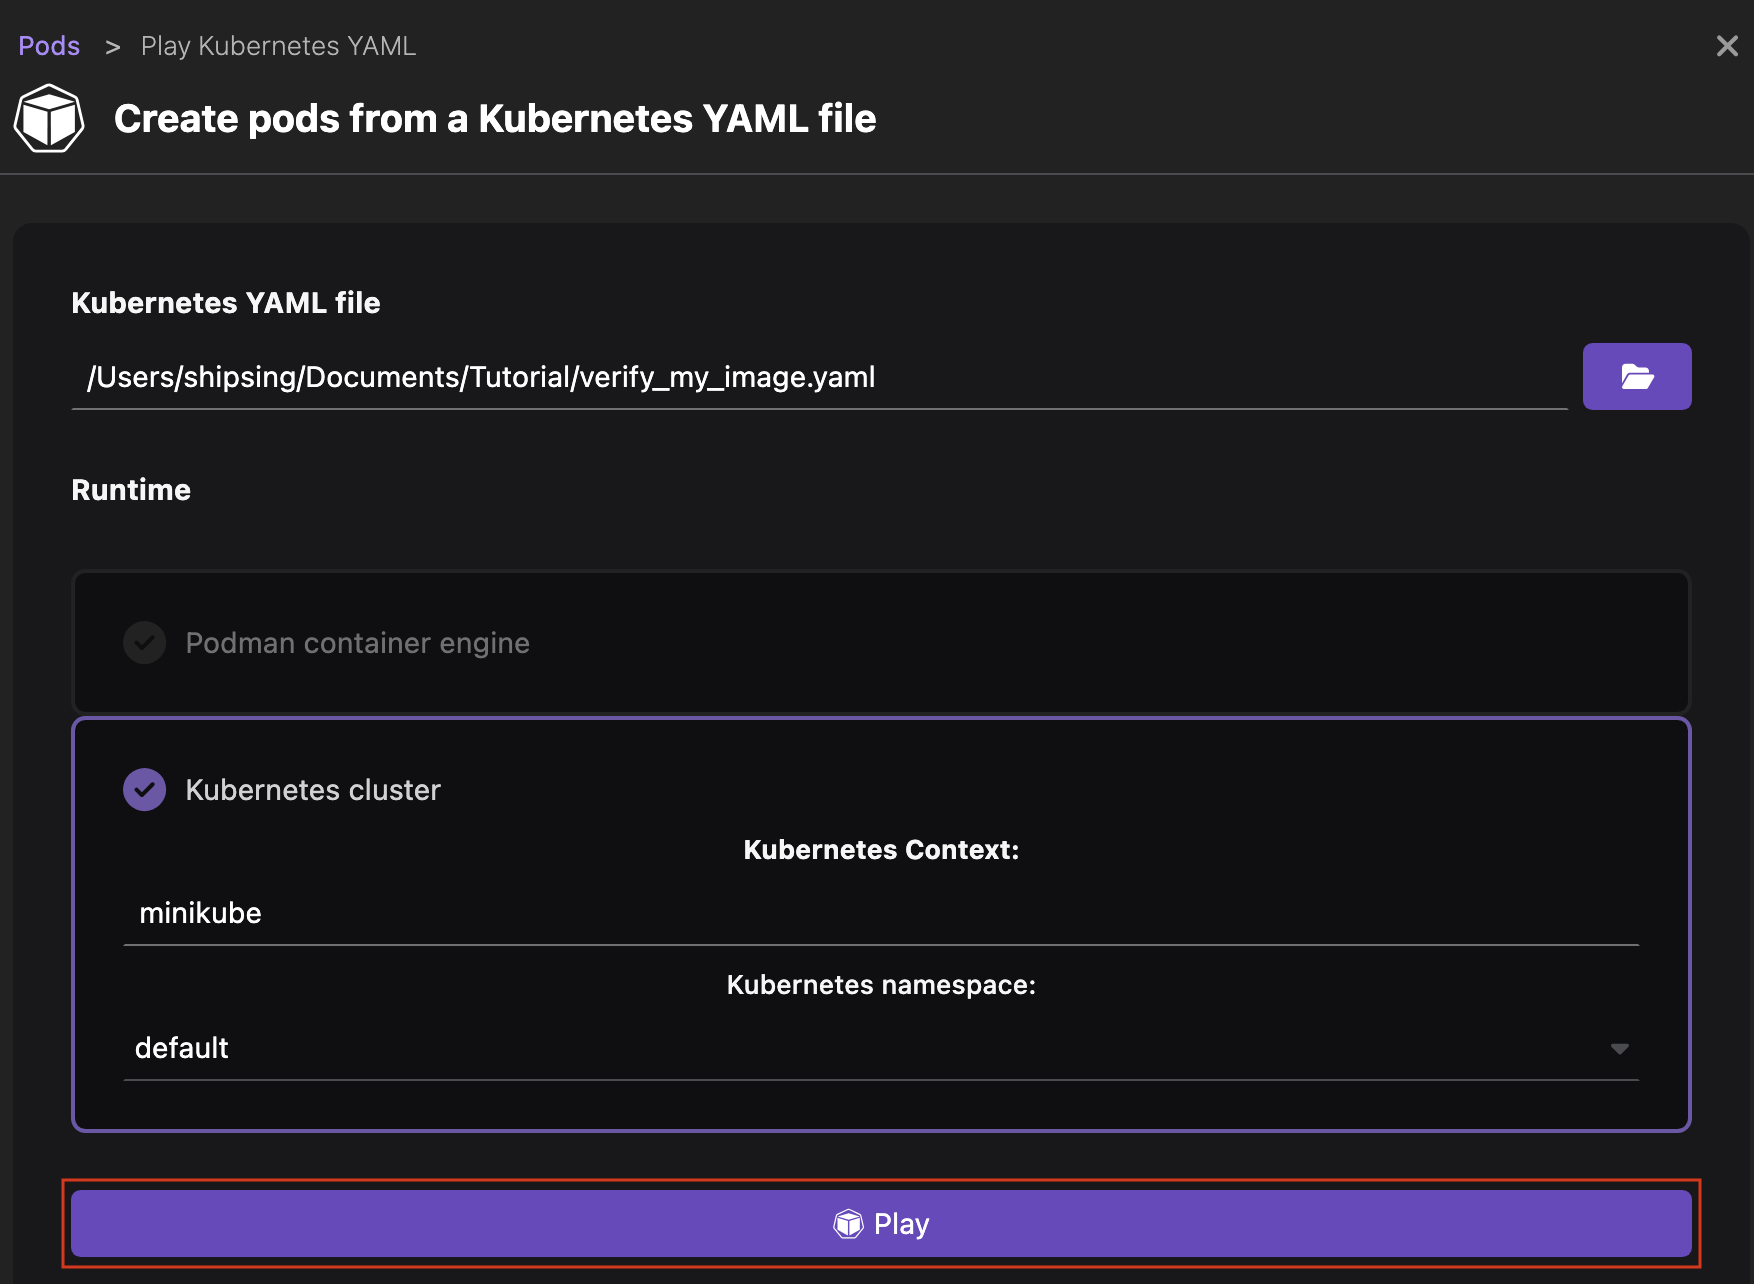 Pods > Play Kubernetes YAML
Create pods from a Kubernetes YAML file
Kubernetes YAML file
/Users/shipsing/Documents/Tutorial/verify_my_image.yaml
Runtime
Podman container engine
Kubernetes cluster
Kubernetes Context:
minikube
Kubernetes namespace:
default
Play